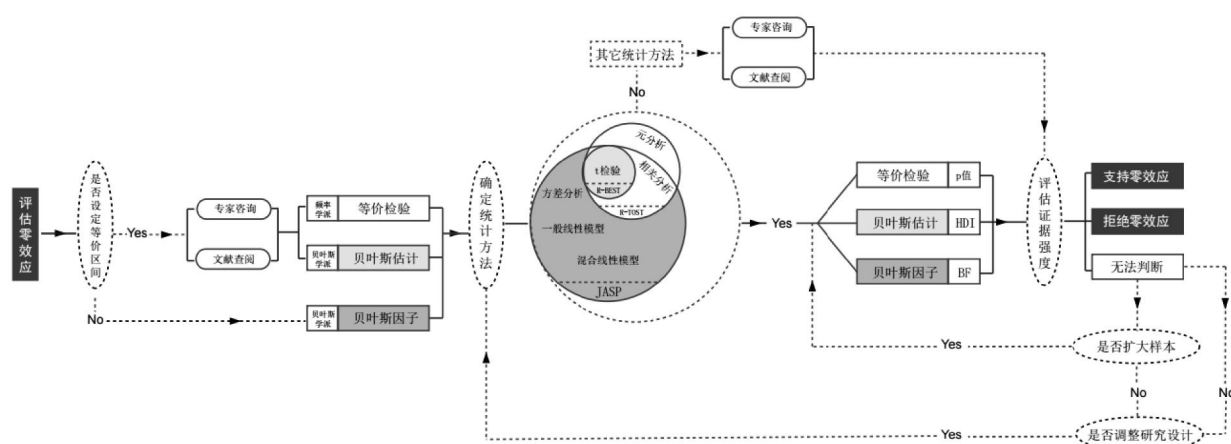 评估零效应
是否设定等价区间
Yes
No
专家咨询
文献查阅
频率学派
等价检验
贝叶斯学派
贝叶斯估计
贝叶斯学派
贝叶斯因子
确定统计方法
其它统计方法
专家咨询
文献查阅
No
元分析
t检验
R-BEST
相关分析
R-TOST
方差分析
一般线性模型
混合线性模型
JASP
Yes
等价检验
p值
贝叶斯估计
HDI
贝叶斯因子
BF
评估证据强度
支持零效应
拒绝零效应
无法判断
Yes
是否扩大样本
No
No
Yes
是否调整研究设计